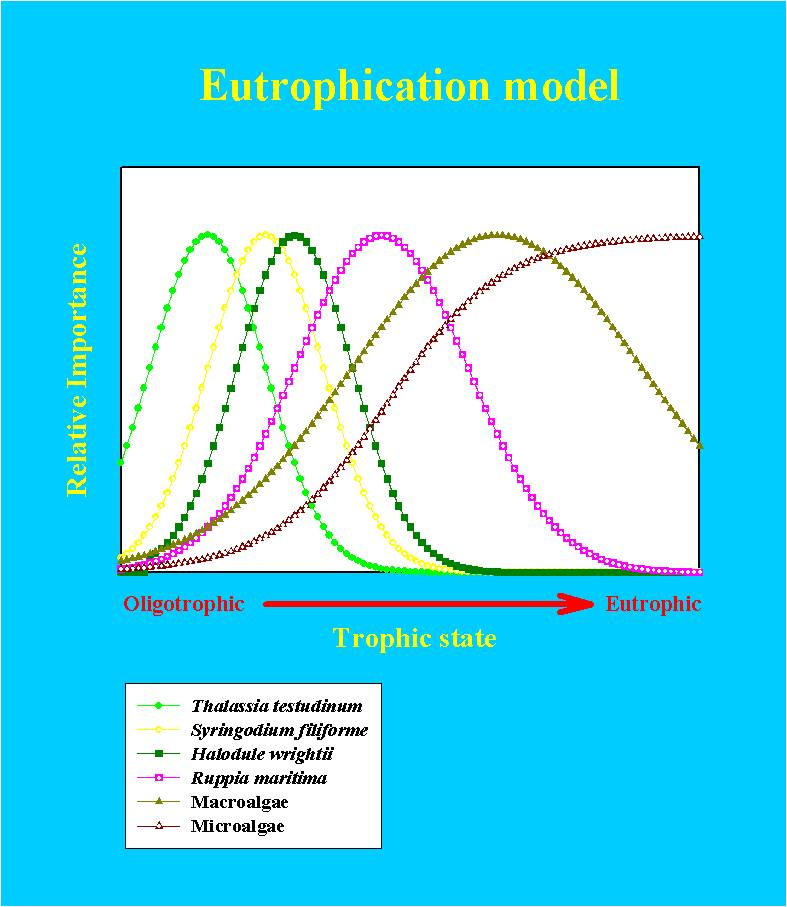 Eutrophication model
Relative Importance
Oligotrophic
Eutrophic
Trophic state
Thalassia testudinum
Syringodium filiforme
Halodule wrightii
Ruppia maritima
Macroalgae
Microalgae